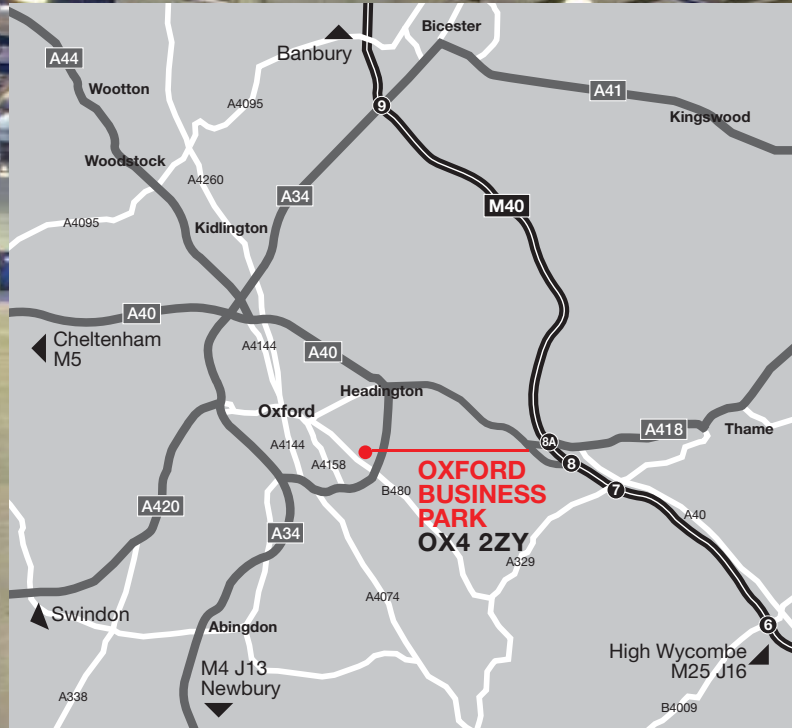 Bicester
Banbury
A44
Wootton
A41
A4095
9
Kingswood
Woodstock
A4260
A34
M40
A4095
Kidlington
A40
Cheltenham
M5
A4144
A40
Headington
Oxford
A418
Thame
8A
A4144
A4158
8
OXFORD
BUSINESS
PARK
OX4 2ZY
B480
7
A420
A40
A34
A329
A4074
Swindon
Abingdon
6
High Wycombe
M25 J16
M4 J13
Newbury
A338
B4009